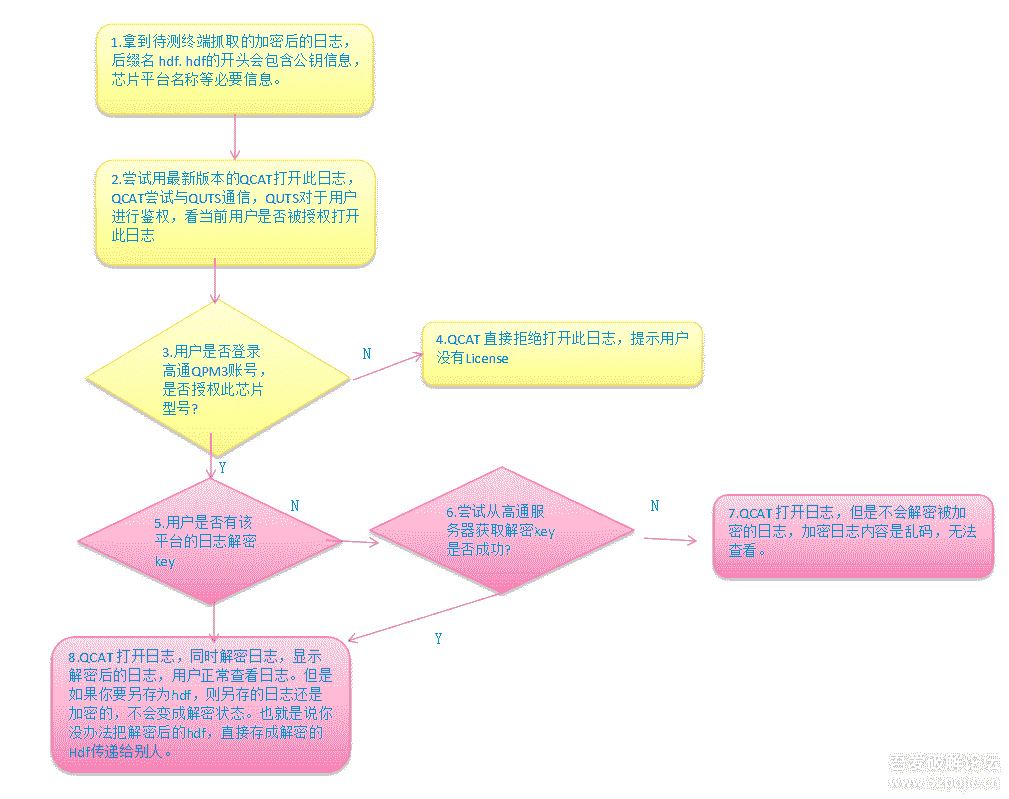 1.拿到待测终端抓取的加密后的日志，
后缀名 hdf. hdf的开头会包含公钥信息，
芯片平台名称等必要信息。
2.尝试用最新版本的QCAT打开此日志，
QCAT尝试与QUTS通信，QUTS对于用户
进行鉴权，看当前用户是否被授权打开
此日志
3.用户是否登录
高通QPM3账号，
是否授权此芯片
型号?
N
4.QCAT 直接拒绝打开此日志，提示用户
没有License
Y
5.用户是否有该
平台的日志解密
key
N
6.尝试从高通服
务器获取解密key
是否成功?
N
7.QCAT 打开日志，但是不会解密被加
密的日志，加密日志内容是乱码，无法
查看。
Y
8.QCAT 打开日志，同时解密日志，显示
解密后的日志，用户正常查看日志。但是
如果你要另存为hdf，则另存的日志还是
加密的，不会变成解密状态。也就是说你
没办法把解密后的hdf，直接存成解密的
Hdf传递给别人。
吾爱破解论坛
www.52pojie.cn